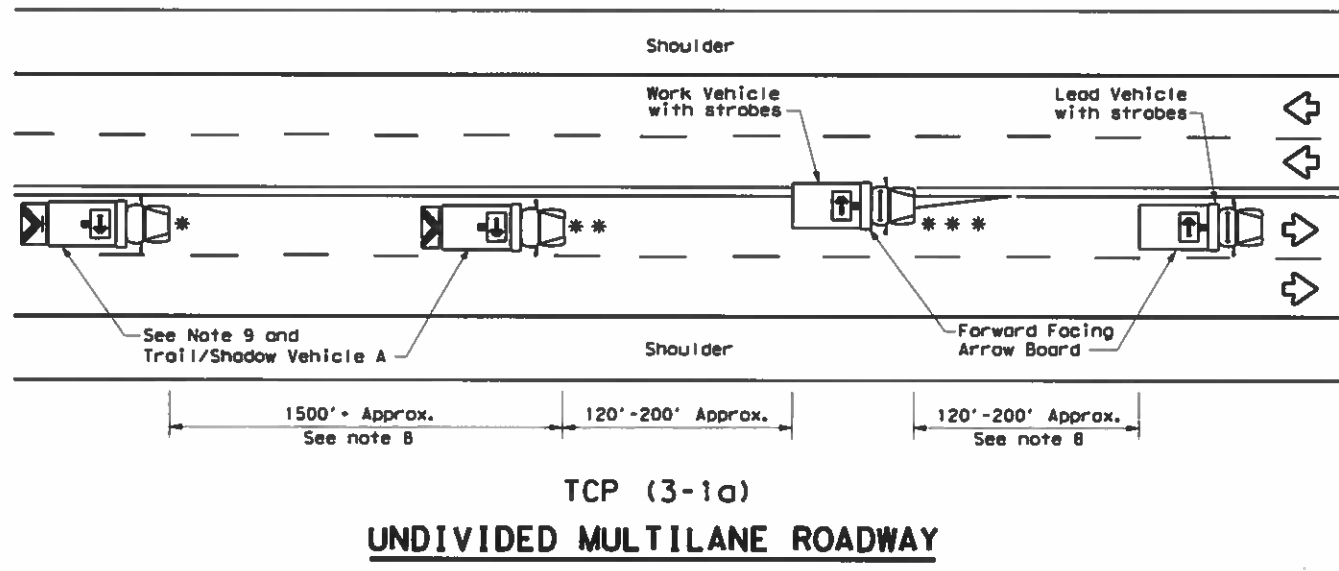 Shoulder
Work Vehicle
with strobes
Lead Vehicle
with strobes
*
* *
* * *
See Note 9 and
Trail/Shadow Vehicle A
Shoulder
Forward Facing
Arrow Board
1500'+ Approx.
See note 8
120'-200' Approx.
120'-200' Approx.
See note 8
TCP (3-1a)
UNDIVIDED MULTILANE ROADWAY